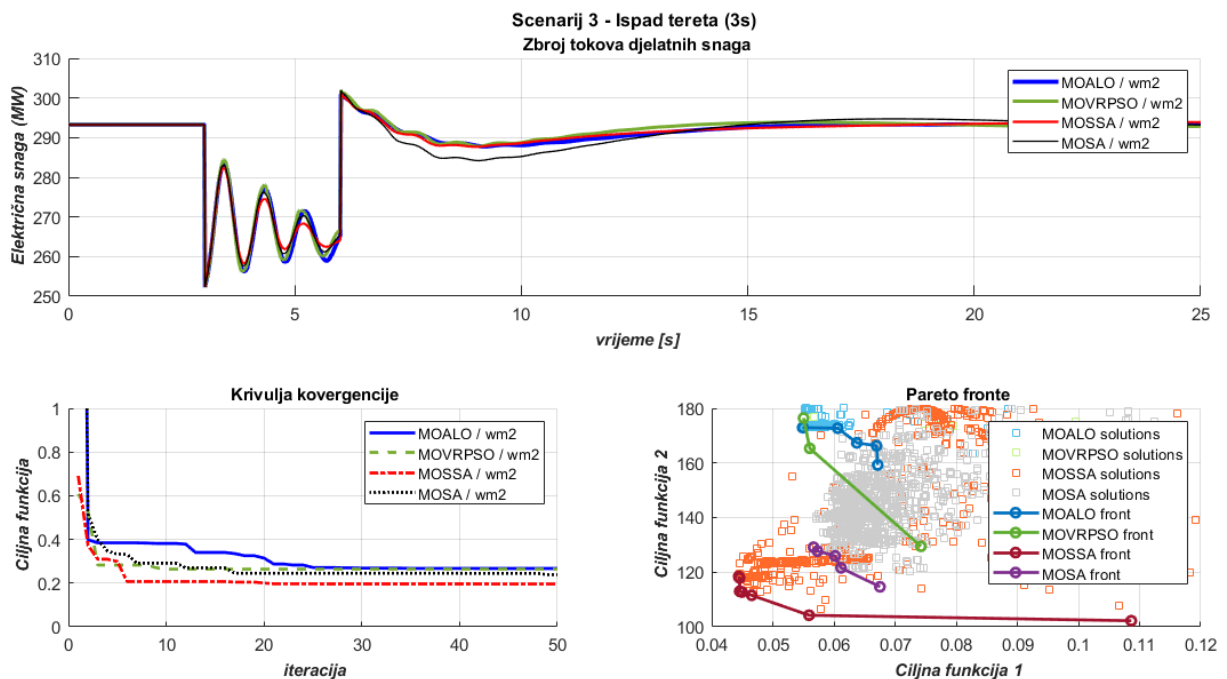 Scenarij 3 - Ispad tereta (3s)
Zbroj tokova djelatnih snaga
Električna snaga (MW)
310
300
290
280
270
260
250
0
5
10
15
20
25
vrijeme [s]
MOALO / wm2
MOVRPSO / wm2
MOSSA / wm2
MOSA / wm2
Krivulja kovergencije
Ciljna funkcija
1
0.8
0.6
0.4
0.2
0
0
10
20
30
40
50
iteracija
MOALO / wm2
MOVRPSO / wm2
MOSSA / wm2
MOSA / wm2
Pareto fronte
Ciljna funkcija 2
180
160
140
120
100
0.04
0.05
0.06
0.07
0.08
0.09
0.1
0.11
0.12
Ciljna funkcija 1
MOALO solutions
MOVRPSO solutions
MOSSA solutions
MOSA solutions
MOALO front
MOVRPSO front
MOSSA front
MOSA front